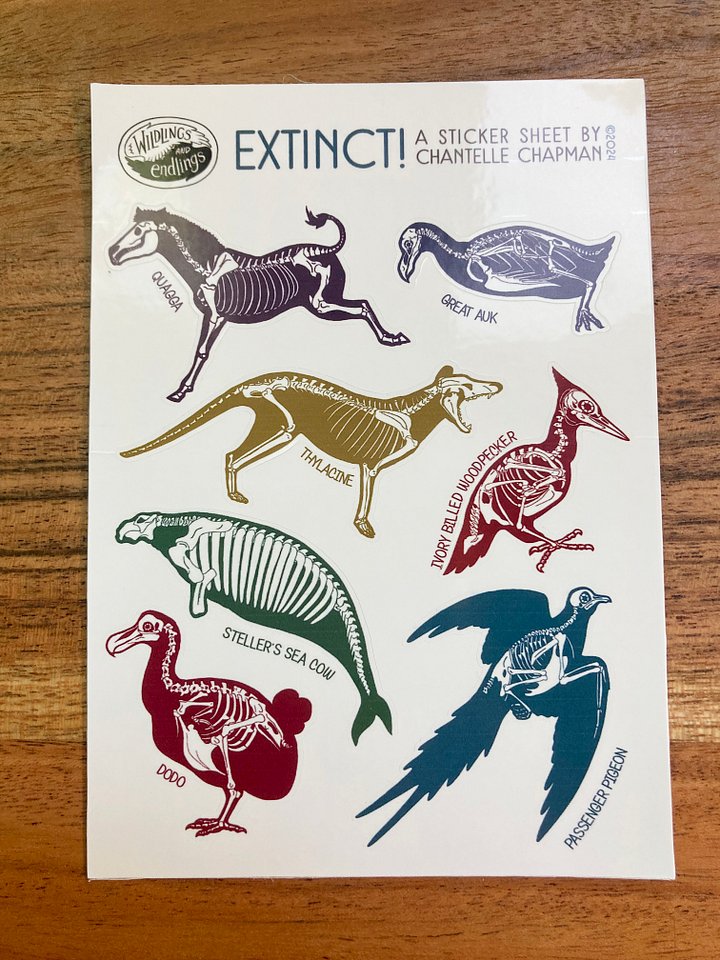 WILDLINGS
AND
endlings
EXTINCT!
A STICKER SHEET BY
CHANTELLE CHAPMAN
©2024
QUAGGA
GREAT AUK
THYLACINE
IVORY BILLED WOODPECKER
STELLER'S SEA COW
DODO
PASSENGER PIGEON